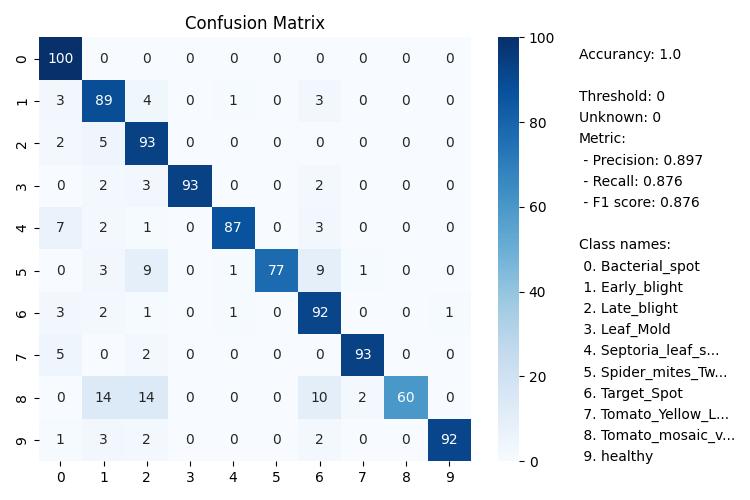 Confusion Matrix
0 100 0 0 0 0 0 0 0 0 0
1 3 89 4 0 1 0 3 0 0 0
2 2 5 93 0 0 0 0 0 0 0
3 0 2 3 93 0 0 2 0 0 0
4 7 2 1 0 87 0 3 0 0 0
5 0 3 9 0 1 77 9 1 0 0
6 3 2 1 0 1 0 92 0 0 1
7 5 0 2 0 0 0 0 93 0 0
8 0 14 14 0 0 0 10 2 60 0
9 1 3 2 0 0 0 2 0 0 92
0 1 2 3 4 5 6 7 8 9
100
80
60
40
20
0
Accurancy: 1.0
Threshold: 0
Unknown: 0
Metric:
- Precision: 0.897
- Recall: 0.876
- F1 score: 0.876
Class names:
0. Bacterial_spot
1. Early_blight
2. Late_blight
3. Leaf_Mold
4. Septoria_leaf_s...
5. Spider_mites_Tw...
6. Target_Spot
7. Tomato_Yellow_L...
8. Tomato_mosaic_v...
9. healthy